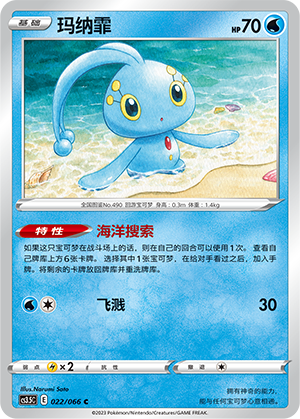 基础 玛纳霏 HP70
全国图鉴No.490 回游宝可梦 身高：0.3m 体重：1.4kg
特性 海洋搜索
如果这只宝可梦在战斗场上的话，则在自己的回合可以使用1次。查看自
己牌库上方6张卡牌。选择其中1张宝可梦，在给对手看过之后，加入手
牌。将剩余的卡牌放回牌库并重洗牌库。
飞溅 30
弱点 ×2 抵抗力 撤退
Illus.Narumi Sato
CS3.5C E 022/066 C
拥有神奇的能力，
能与任何宝可梦心意相通。
©2023 Pokémon/Nintendo/Creatures/GAME FREAK.